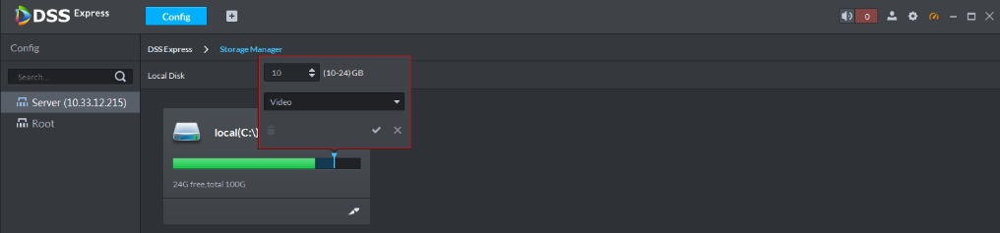 DSS Express
Config
+
0
Config
DSS Express > Storage Manager
Search...
10 (10-24)GB
Local Disk
Server (10.33.12.215)
Video
Root
local(C:\)
24G free,total 100G